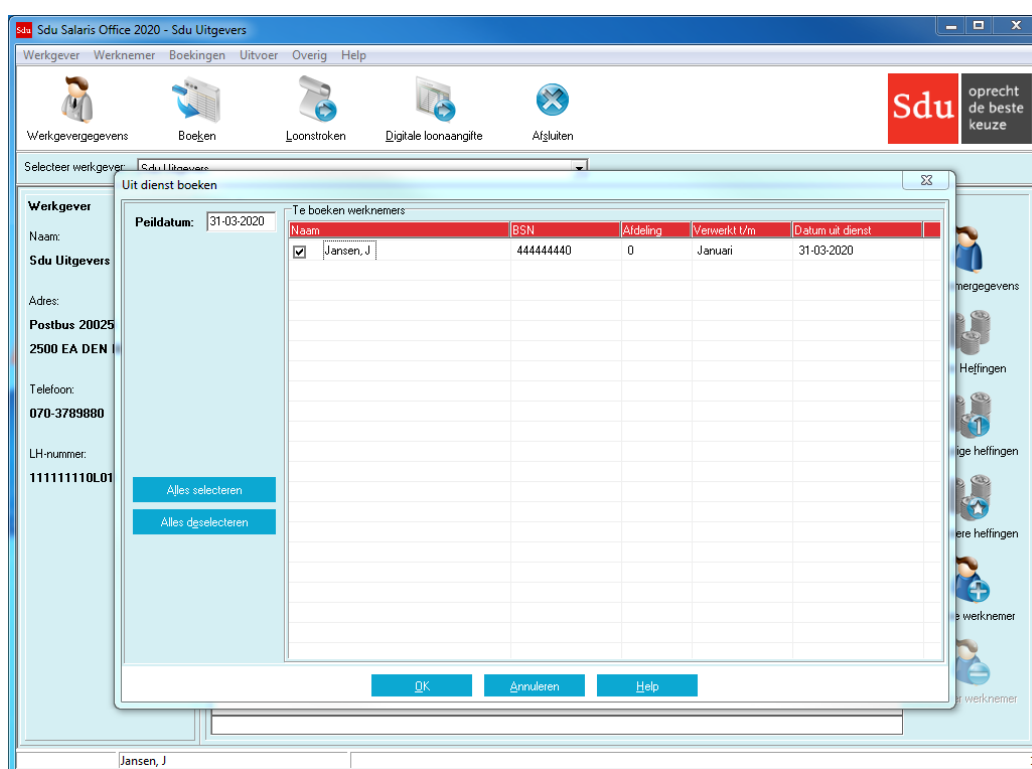 Sdu Sdu Salaris Office 2020 - Sdu Uitgevers
Werkgever Werknemer Boekingen Uitvoer Overig Help
Werkgevergegevens Boeken Loonstroken Digitale loonaangifte Afsluiten
Sdu oprecht
de beste
keuze
Selecteer werkgever: Sdu Uitgevers
Uit dienst boeken
Werkgever
Naam:
Sdu Uitgevers
Adres:
Postbus 20025
2500 EA DEN
Telefoon:
070-3789880
LH-nummer:
111111110L01
Peildatum: 31-03-2020
Alles selecteren
Alles deselecteren
Te boeken werknemers
Naam BSN Afdeling Verwerkt t/m Datum uit dienst
Jansen, J 444444440 0 Januari 31-03-2020
OK Annuleren Help
mergegevens
Heffingen
ige heffingen
ere heffingen
e werknemer
r werknemer
Jansen, J